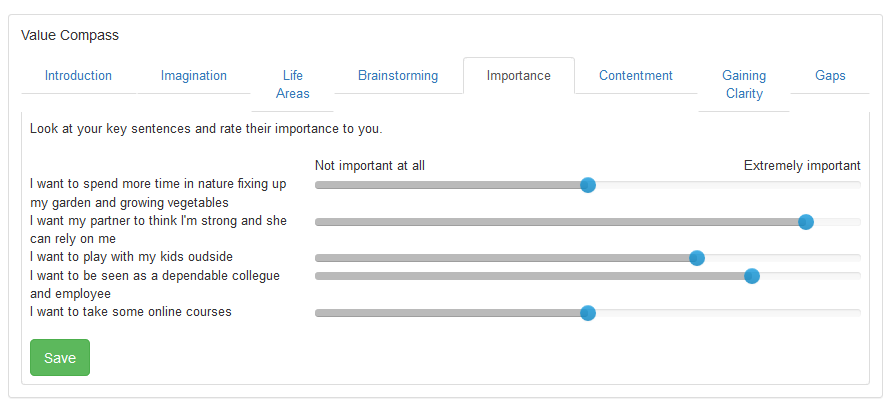 Value Compass
Introduction
Imagination
Life
Areas
Brainstorming
Importance
Contentment
Gaining
Clarity
Gaps
Look at your key sentences and rate their importance to you.
Not important at all
Extremely important
I want to spend more time in nature fixing up
my garden and growing vegetables
I want my partner to think I'm strong and she
can rely on me
I want to play with my kids oudside
I want to be seen as a dependable collegue
and employee
I want to take some online courses
Save